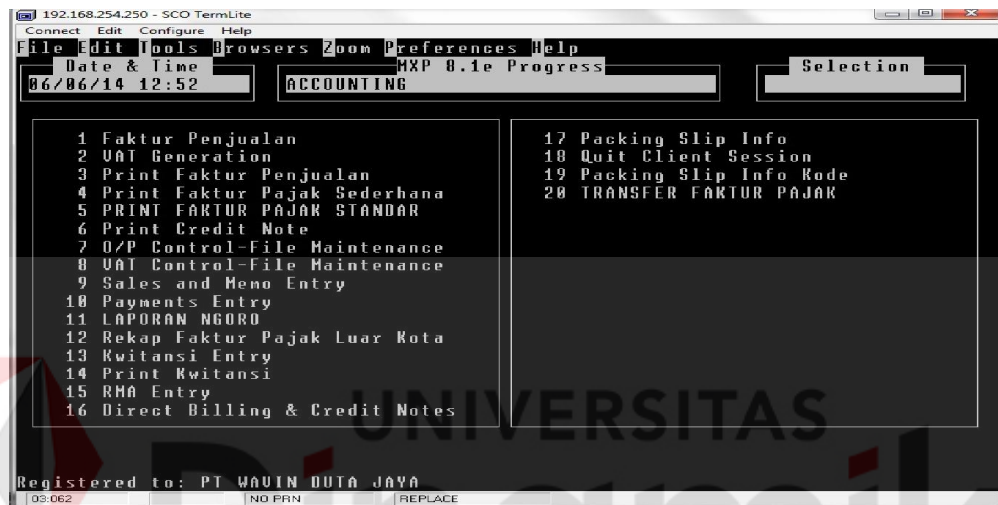 192.168.254.250 - SCO TermLite
Connect Edit Configure Help
File Edit Tools Browsers Zoom Preferences Help
Date & Time MXP 8.1e Progress Selection
06/06/14 12:52 ACCOUNTING
1 Faktur Penjualan
2 VAT Generation
3 Print Faktur Penjualan
4 Print Faktur Pajak Sederhana
5 PRINT FAKTUR PAJAK STANDAR
6 Print Credit Note
7 O/P Control-File Maintenance
8 VAT Control-File Maintenance
9 Sales and Memo Entry
10 Payments Entry
11 LAPORAN NGORO
12 Rekap Faktur Pajak Luar Kota
13 Kwitansi Entry
14 Print Kwitansi
15 RMA Entry
16 Direct Billing & Credit Notes
17 Packing Slip Info
18 Quit Client Session
19 Packing Slip Info Kode
20 TRANSFER FAKTUR PAJAK
UNIVERSITAS
Registered to: PT WAVIN DUTA JAYA
03:062 NO PRN REPLACE